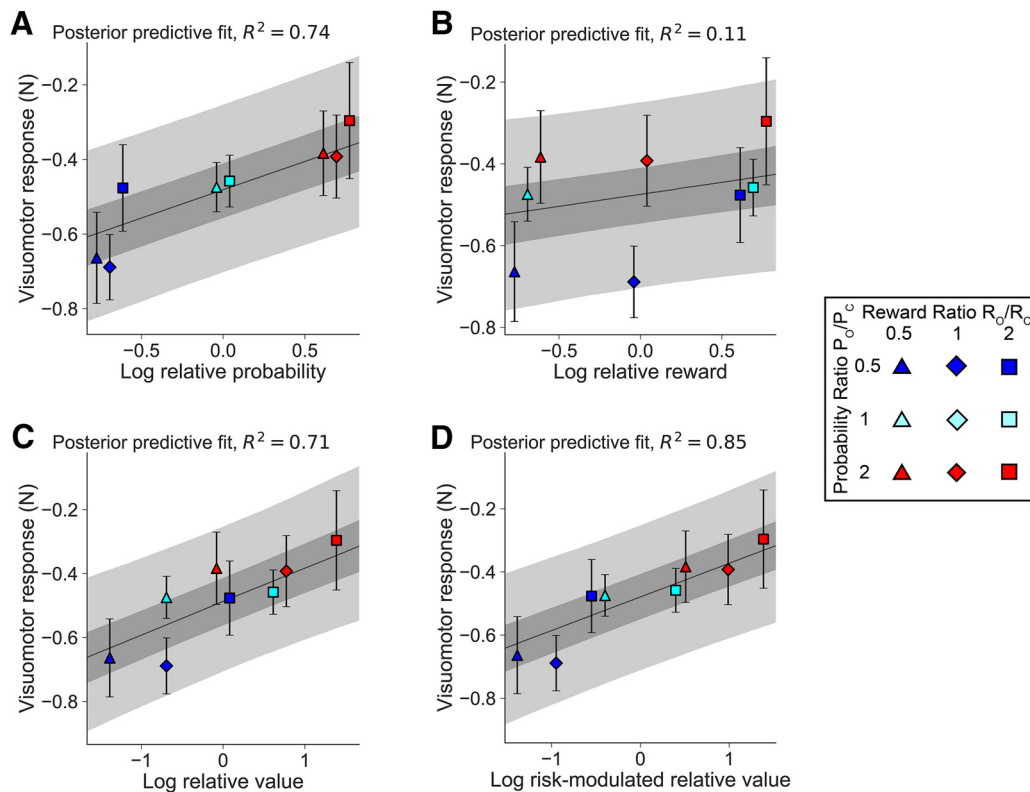 A
Posterior predictive fit, R² = 0.74
Visuomotor response (N)
−0.2
−0.4
−0.6
−0.8
−0.5
0.0
0.5
Log relative probability
B
Posterior predictive fit, R² = 0.11
Visuomotor response (N)
−0.2
−0.4
−0.6
−0.8
−0.5
0.0
0.5
Log relative reward
Reward Ratio R_O/R_C
0.5 1 2
Probability Ratio P_O/P_C
0.5
1
2
C
Posterior predictive fit, R² = 0.71
Visuomotor response (N)
−0.2
−0.4
−0.6
−0.8
−1
0
1
Log relative value
D
Posterior predictive fit, R² = 0.85
Visuomotor response (N)
−0.2
−0.4
−0.6
−0.8
−1
0
1
Log risk-modulated relative value